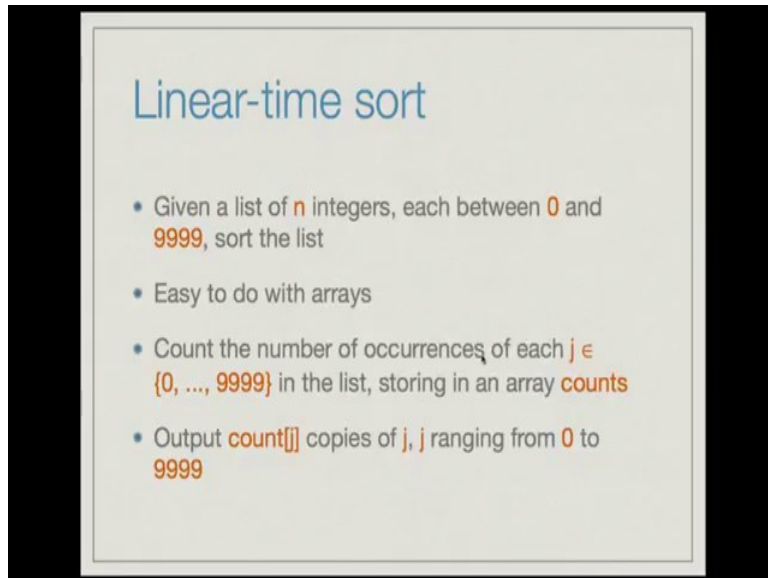 Linear-time sort
• Given a list of n integers, each between 0 and
9999, sort the list
• Easy to do with arrays
• Count the number of occurrences of each j ∈
{0, ..., 9999} in the list, storing in an array counts
• Output count[j] copies of j, j ranging from 0 to
9999